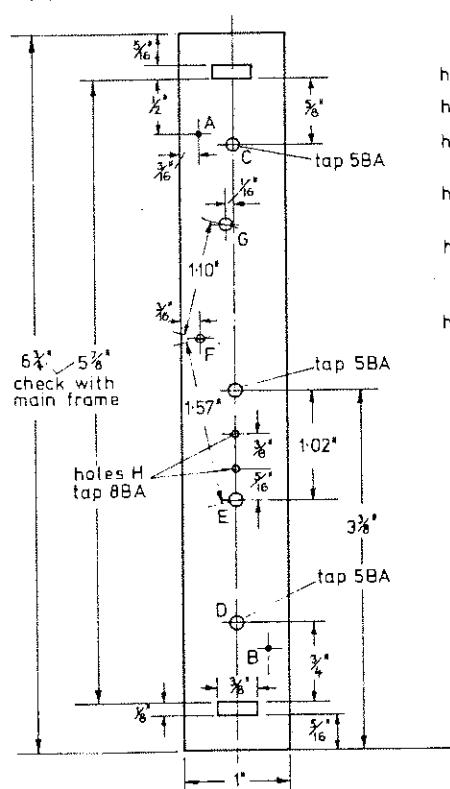 5/16"
1/2"
A
3/16"
C
5/8"
tap 5BA
1/16"
G
1·10"
3/16"
F
6 3/4" 5 7/8"
check with
main frame
1·57"
tap 5BA
3/8"
1·02"
holes H
tap 8BA
5/16"
E
3 3/8"
tap 5BA
D
B
3/4"
3/8"
1/8"
5/16"
1"
h
h
h
h
h
h